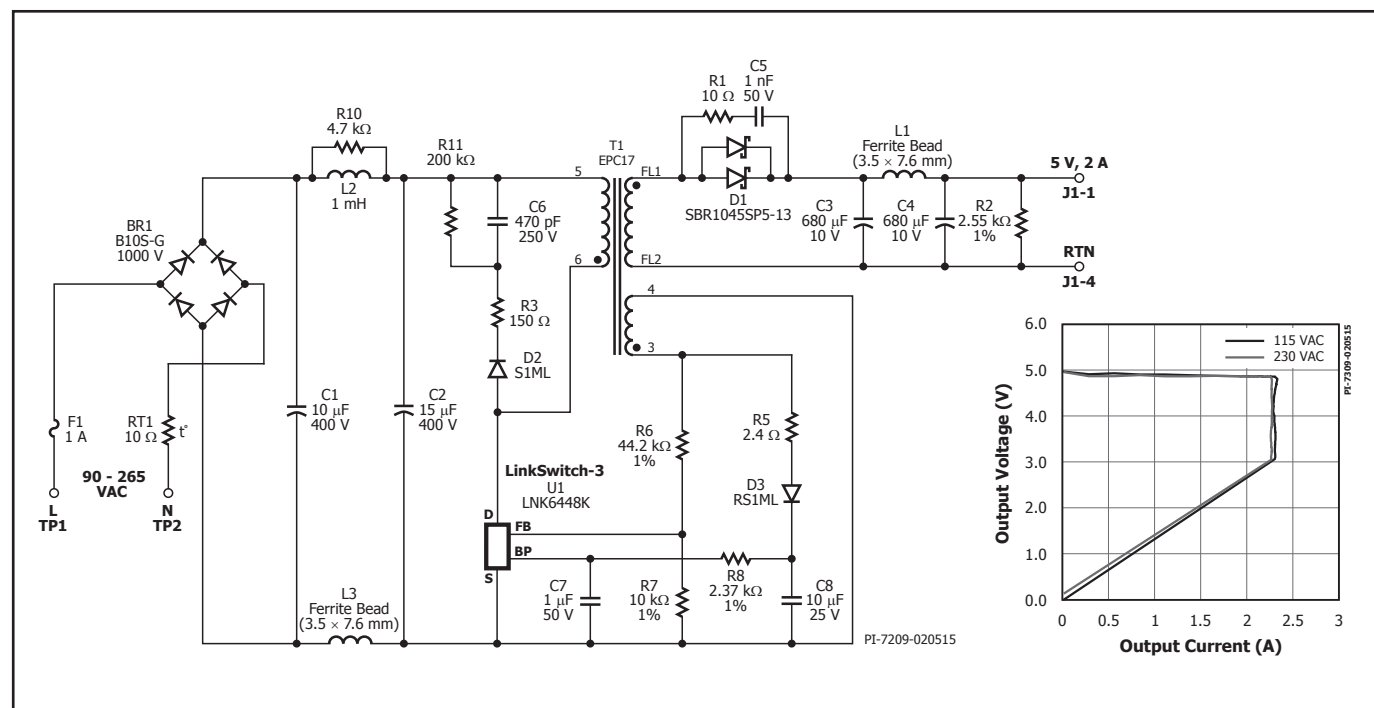 R10
4.7 kΩ
L2
1 mH
R11
200 kΩ
BR1
B10S-G
1000 V
C6
470 pF
250 V
R3
150 Ω
D2
S1ML
C1
10 μF
400 V
C2
15 μF
400 V
F1
1 A
RT1
10 Ω
t°
90 - 265
VAC
L
TP1
N
TP2
L3
Ferrite Bead
(3.5 × 7.6 mm)
T1
EPC17
5
6
FL1
FL2
4
3
R1
10 Ω
C5
1 nF
50 V
D1
SBR1045SP5-13
L1
Ferrite Bead
(3.5 × 7.6 mm)
C3
680 μF
10 V
C4
680 μF
10 V
R2
2.55 kΩ
1%
5 V, 2 A
J1-1
RTN
J1-4
LinkSwitch-3
U1
LNK6448K
D
FB
BP
S
R6
44.2 kΩ
1%
R5
2.4 Ω
D3
RS1ML
C7
1 μF
50 V
R7
10 kΩ
1%
R8
2.37 kΩ
1%
C8
10 μF
25 V
PI-7209-020515
115 VAC
230 VAC
PI-7309-020515
Output Voltage (V)
6.0
5.0
4.0
3.0
2.0
1.0
0.0
0 0.5 1 1.5 2 2.5 3
Output Current (A)